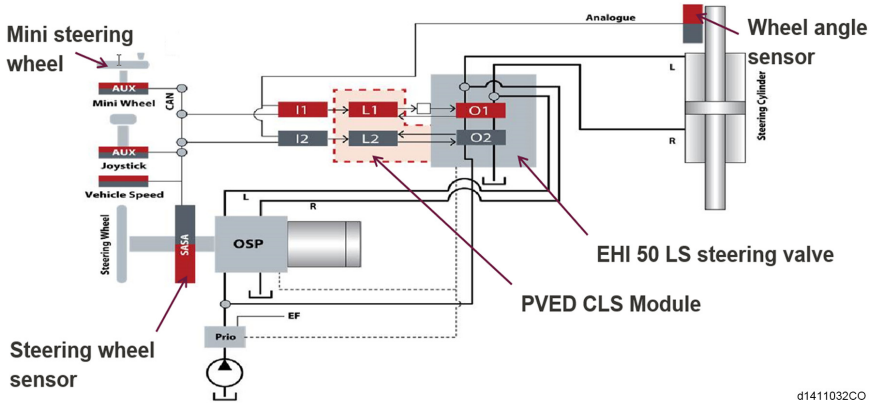 Analogue
Mini steering
wheel
Wheel angle
sensor
AUX
Mini Wheel
CAN
L
R
Steering Cylinder
I1
L1
O1
I2
L2
O2
AUX
Joystick
Vehicle Speed
L
R
Steering Wheel
SASA
OSP
EHI 50 LS steering valve
PVED CLS Module
EF
Prio
Steering wheel
sensor
d1411032CO